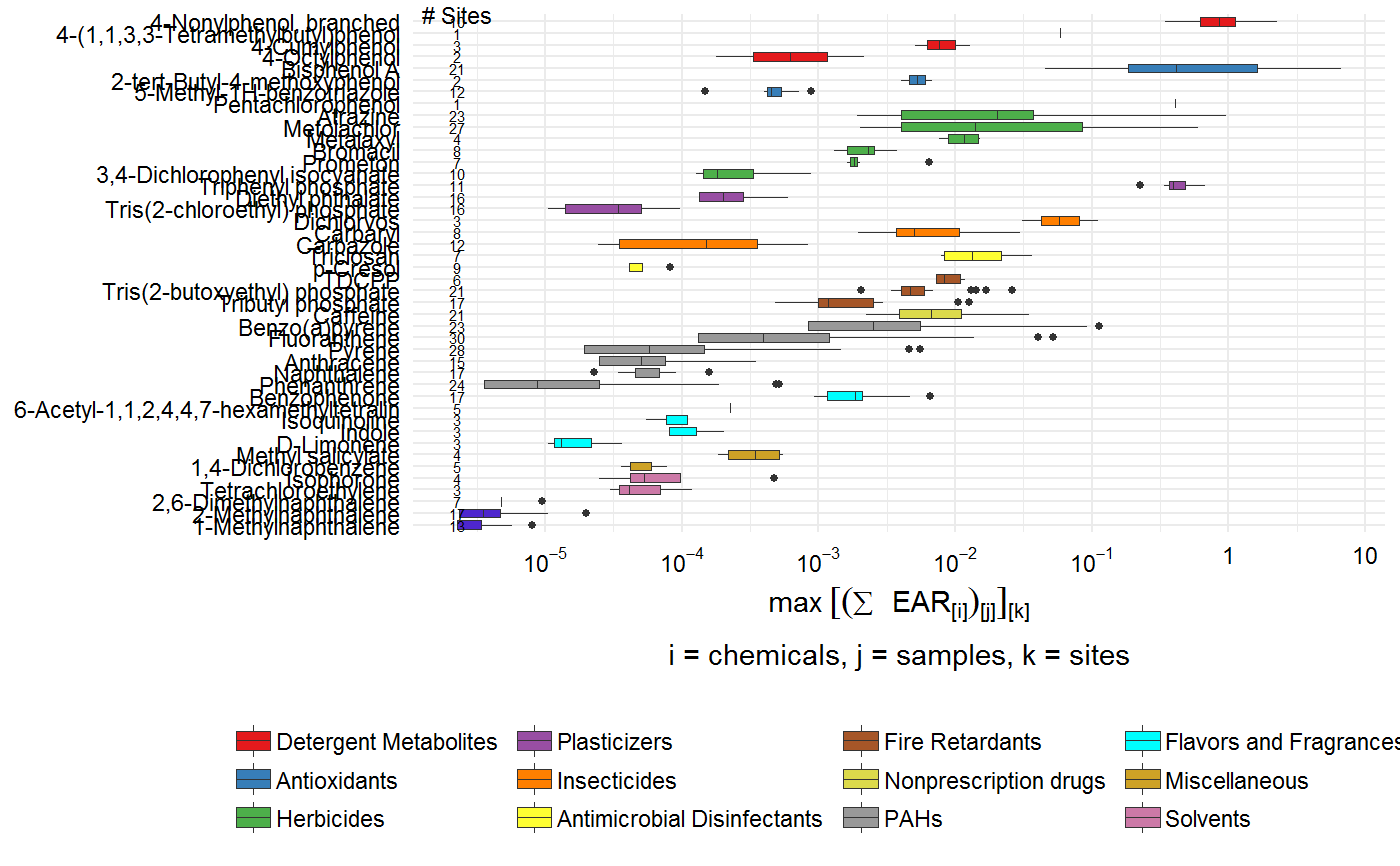 # Sites
4-Nonylphenol, branched 10
4-(1,1,3,3-Tetramethylbutyl)phenol 1
4-Cumylphenol 3
4-Octylphenol 2
Bisphenol A 21
2-tert-Butyl-4-methoxyphenol 2
5-Methyl-1H-benzotriazole 12
Pentachlorophenol 1
Atrazine 23
Metolachlor 27
Metalaxyl 4
Bromacil 8
Prometon 7
3,4-Dichlorophenyl isocyanate 10
Triphenyl phosphate 11
Diethyl phthalate 16
Tris(2-chloroethyl) phosphate 16
Dichlorvos 3
Carbaryl 8
Carbazole 12
Triclosan 7
p-Cresol 9
TDCPP 6
Tris(2-butoxyethyl) phosphate 21
Tributyl phosphate 17
Caffeine 21
Benzo(a)pyrene 23
Fluoranthene 30
Pyrene 28
Anthracene 15
Naphthalene 17
Phenanthrene 24
Benzophenone 17
6-Acetyl-1,1,2,4,4,7-hexamethyltetralin 5
Isoquinoline 3
Indole 3
D-Limonene 3
Methyl salicylate 4
1,4-Dichlorobenzene 5
Isophorone 4
Tetrachloroethylene 3
2,6-Dimethylnaphthalene 7
2-Methylnaphthalene 17
1-Methylnaphthalene
10−5 10−4 10−3 10−2 10−1 1 10
max [(∑ EAR[i])[j]][k]
i = chemicals, j = samples, k = sites
Detergent Metabolites Plasticizers Fire Retardants Flavors and Fragrances
Antioxidants Insecticides Nonprescription drugs Miscellaneous
Herbicides Antimicrobial Disinfectants PAHs Solvents